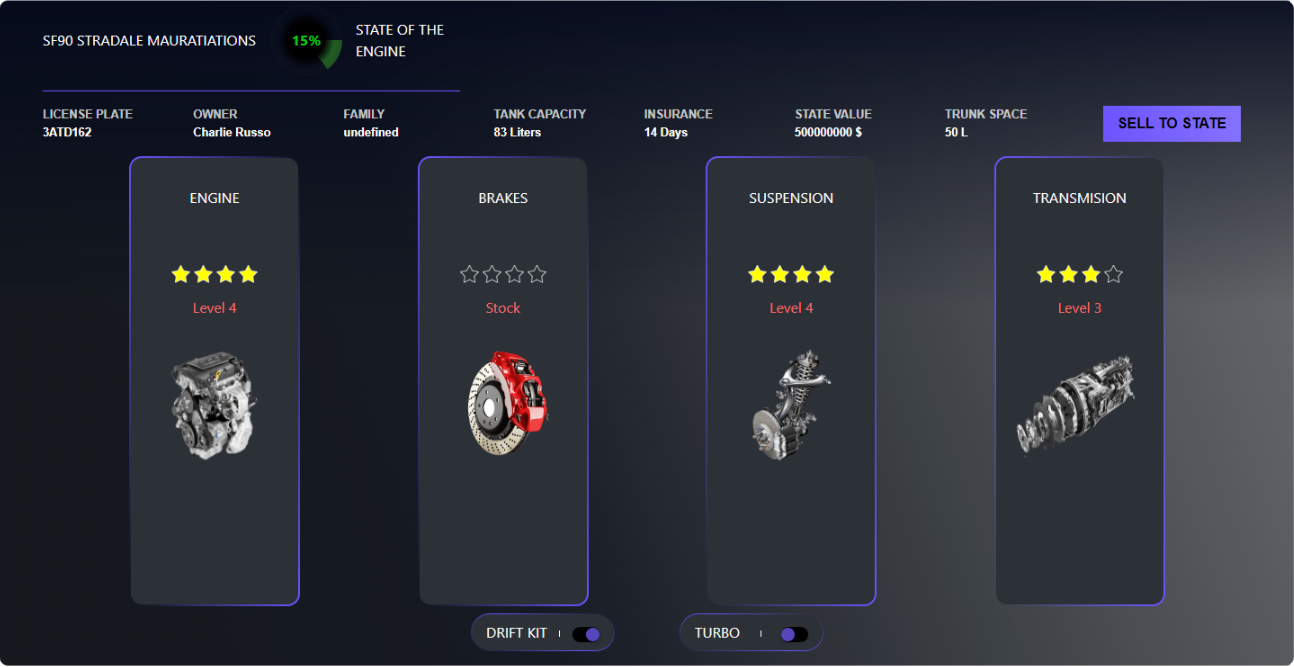 SF90 STRADALE MAURATIATIONS
15%
STATE OF THE
ENGINE
LICENSE PLATE
3ATD162
OWNER
Charlie Russo
FAMILY
undefined
TANK CAPACITY
83 Liters
INSURANCE
14 Days
STATE VALUE
500000000 $
TRUNK SPACE
50 L
SELL TO STATE
ENGINE
Level 4
BRAKES
Stock
SUSPENSION
Level 4
TRANSMISION
Level 3
DRIFT KIT
TURBO